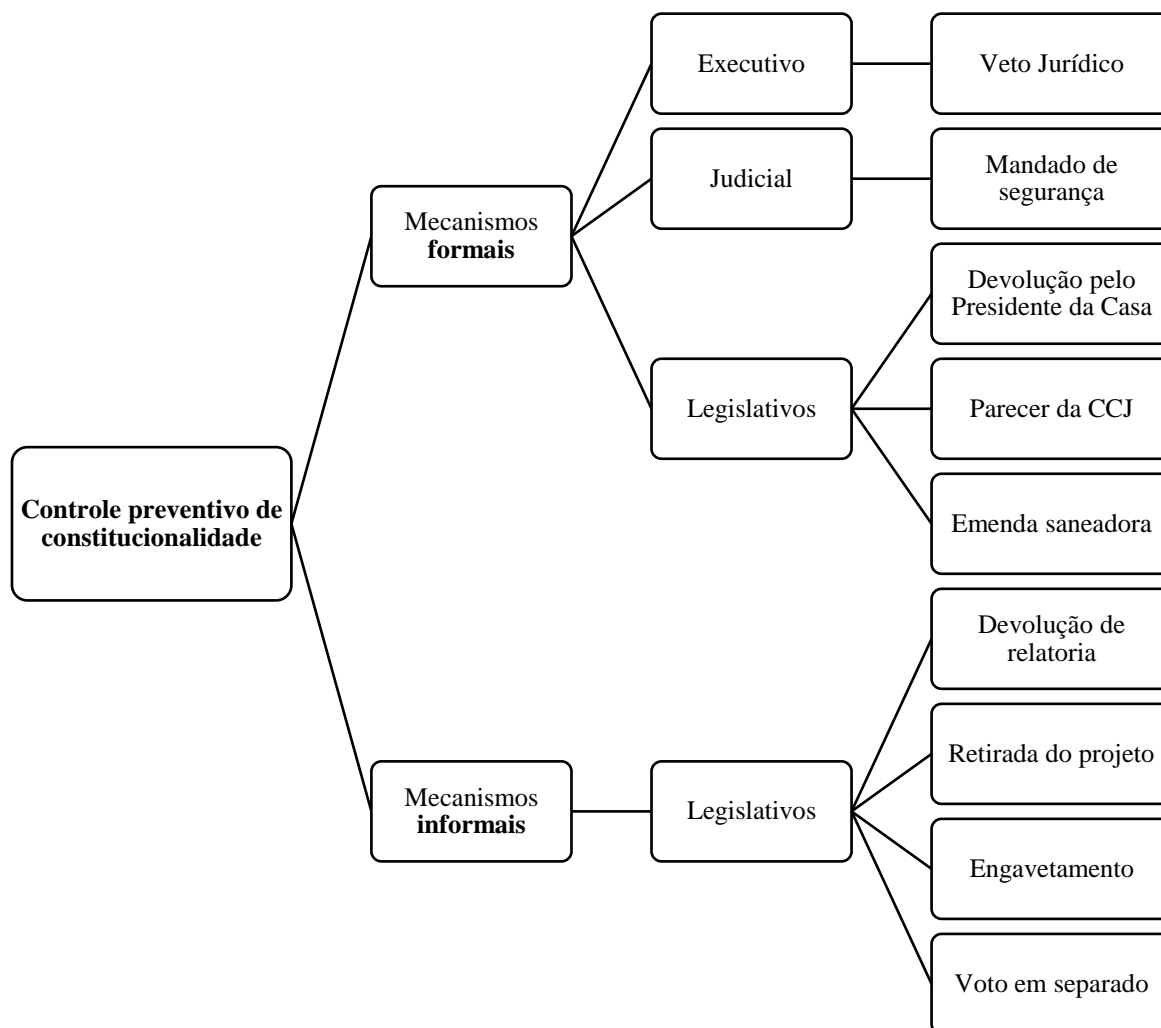 Controle preventivo de
constitucionalidade
Mecanismos
formais
Executivo
Veto Jurídico
Judicial
Mandado de
segurança
Legislativos
Devolução pelo
Presidente da Casa
Parecer da CCJ
Emenda saneadora
Mecanismos
informais
Legislativos
Devolução de
relatoria
Retirada do projeto
Engavetamento
Voto em separado